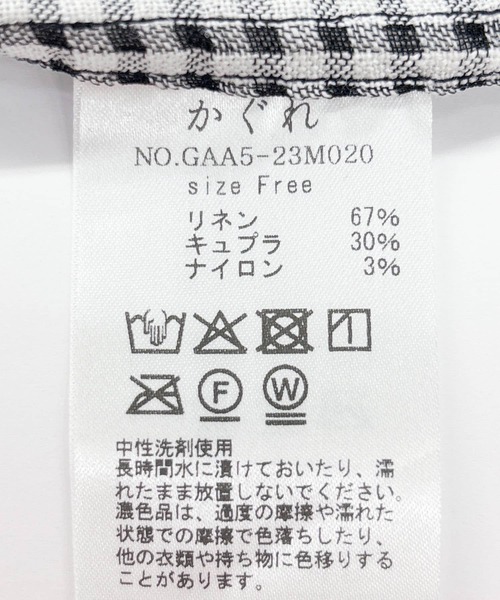 かぐれ
NO.GAA5-23M020
size Free
リネン 67%
キュプラ 30%
ナイロン 3%
F W
中性洗剤使用
長時間水に漬けておいたり、濡
れたまま放置しないでください。
濃色品は、過度の摩擦や濡れた
状態での摩擦で色落ちしたり、
他の衣類や持ち物に色移りする
ことがあります。